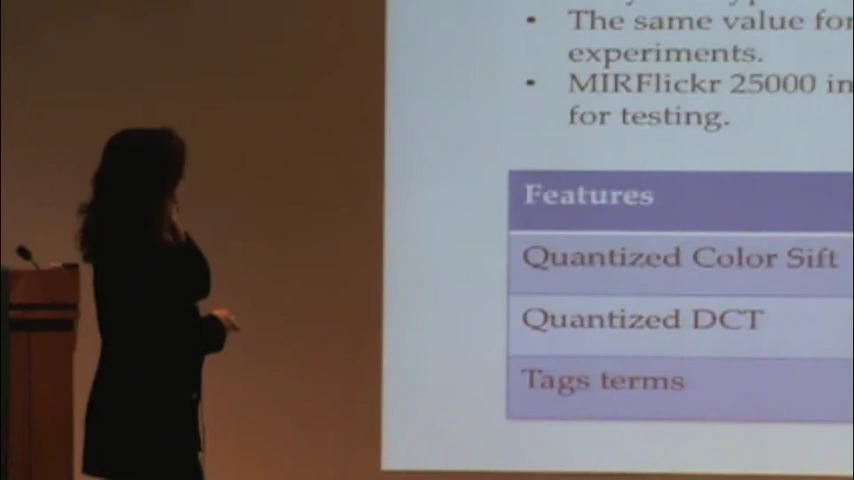 • The same value for
experiments.
• MIRFlickr 25000 in
for testing.
Features
Quantized Color Sift
Quantized DCT
Tags terms